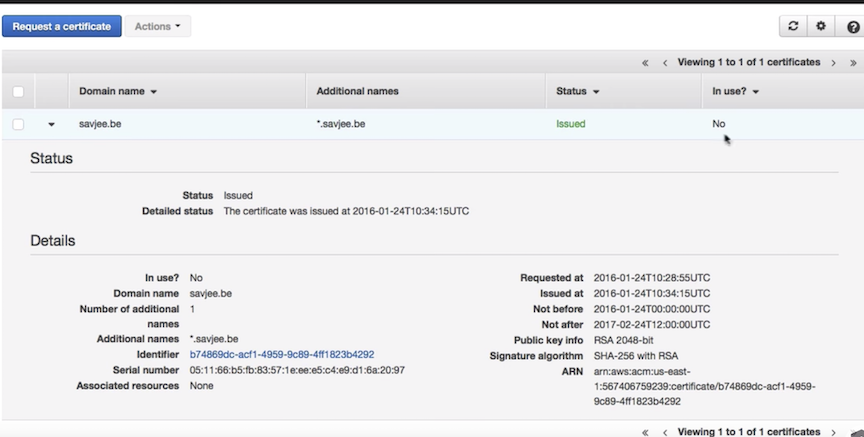 Request a certificate Actions
« ‹ Viewing 1 to 1 of 1 certificates › »
Domain name Additional names Status In use?
savjee.be *.savjee.be Issued No
Status
Status Issued
Detailed status The certificate was issued at 2016-01-24T10:34:15UTC
Details
In use? No
Domain name savjee.be
Number of additional
names
1
Additional names *.savjee.be
Identifier b74869dc-acf1-4959-9c89-4ff1823b4292
Serial number 05:11:66:b5:fb:83:57:1e:ee:e5:c4:e9:d1:6a:20:97
Associated resources None
Requested at 2016-01-24T10:28:55UTC
Issued at 2016-01-24T10:34:15UTC
Not before 2016-01-24T00:00:00UTC
Not after 2017-02-24T12:00:00UTC
Public key info RSA 2048-bit
Signature algorithm SHA-256 with RSA
ARN arn:aws:acm:us-east-
1:567406759239:certificate/b74869dc-acf1-4959-
9c89-4ff1823b4292
« ‹ Viewing 1 to 1 of 1 certificates ›